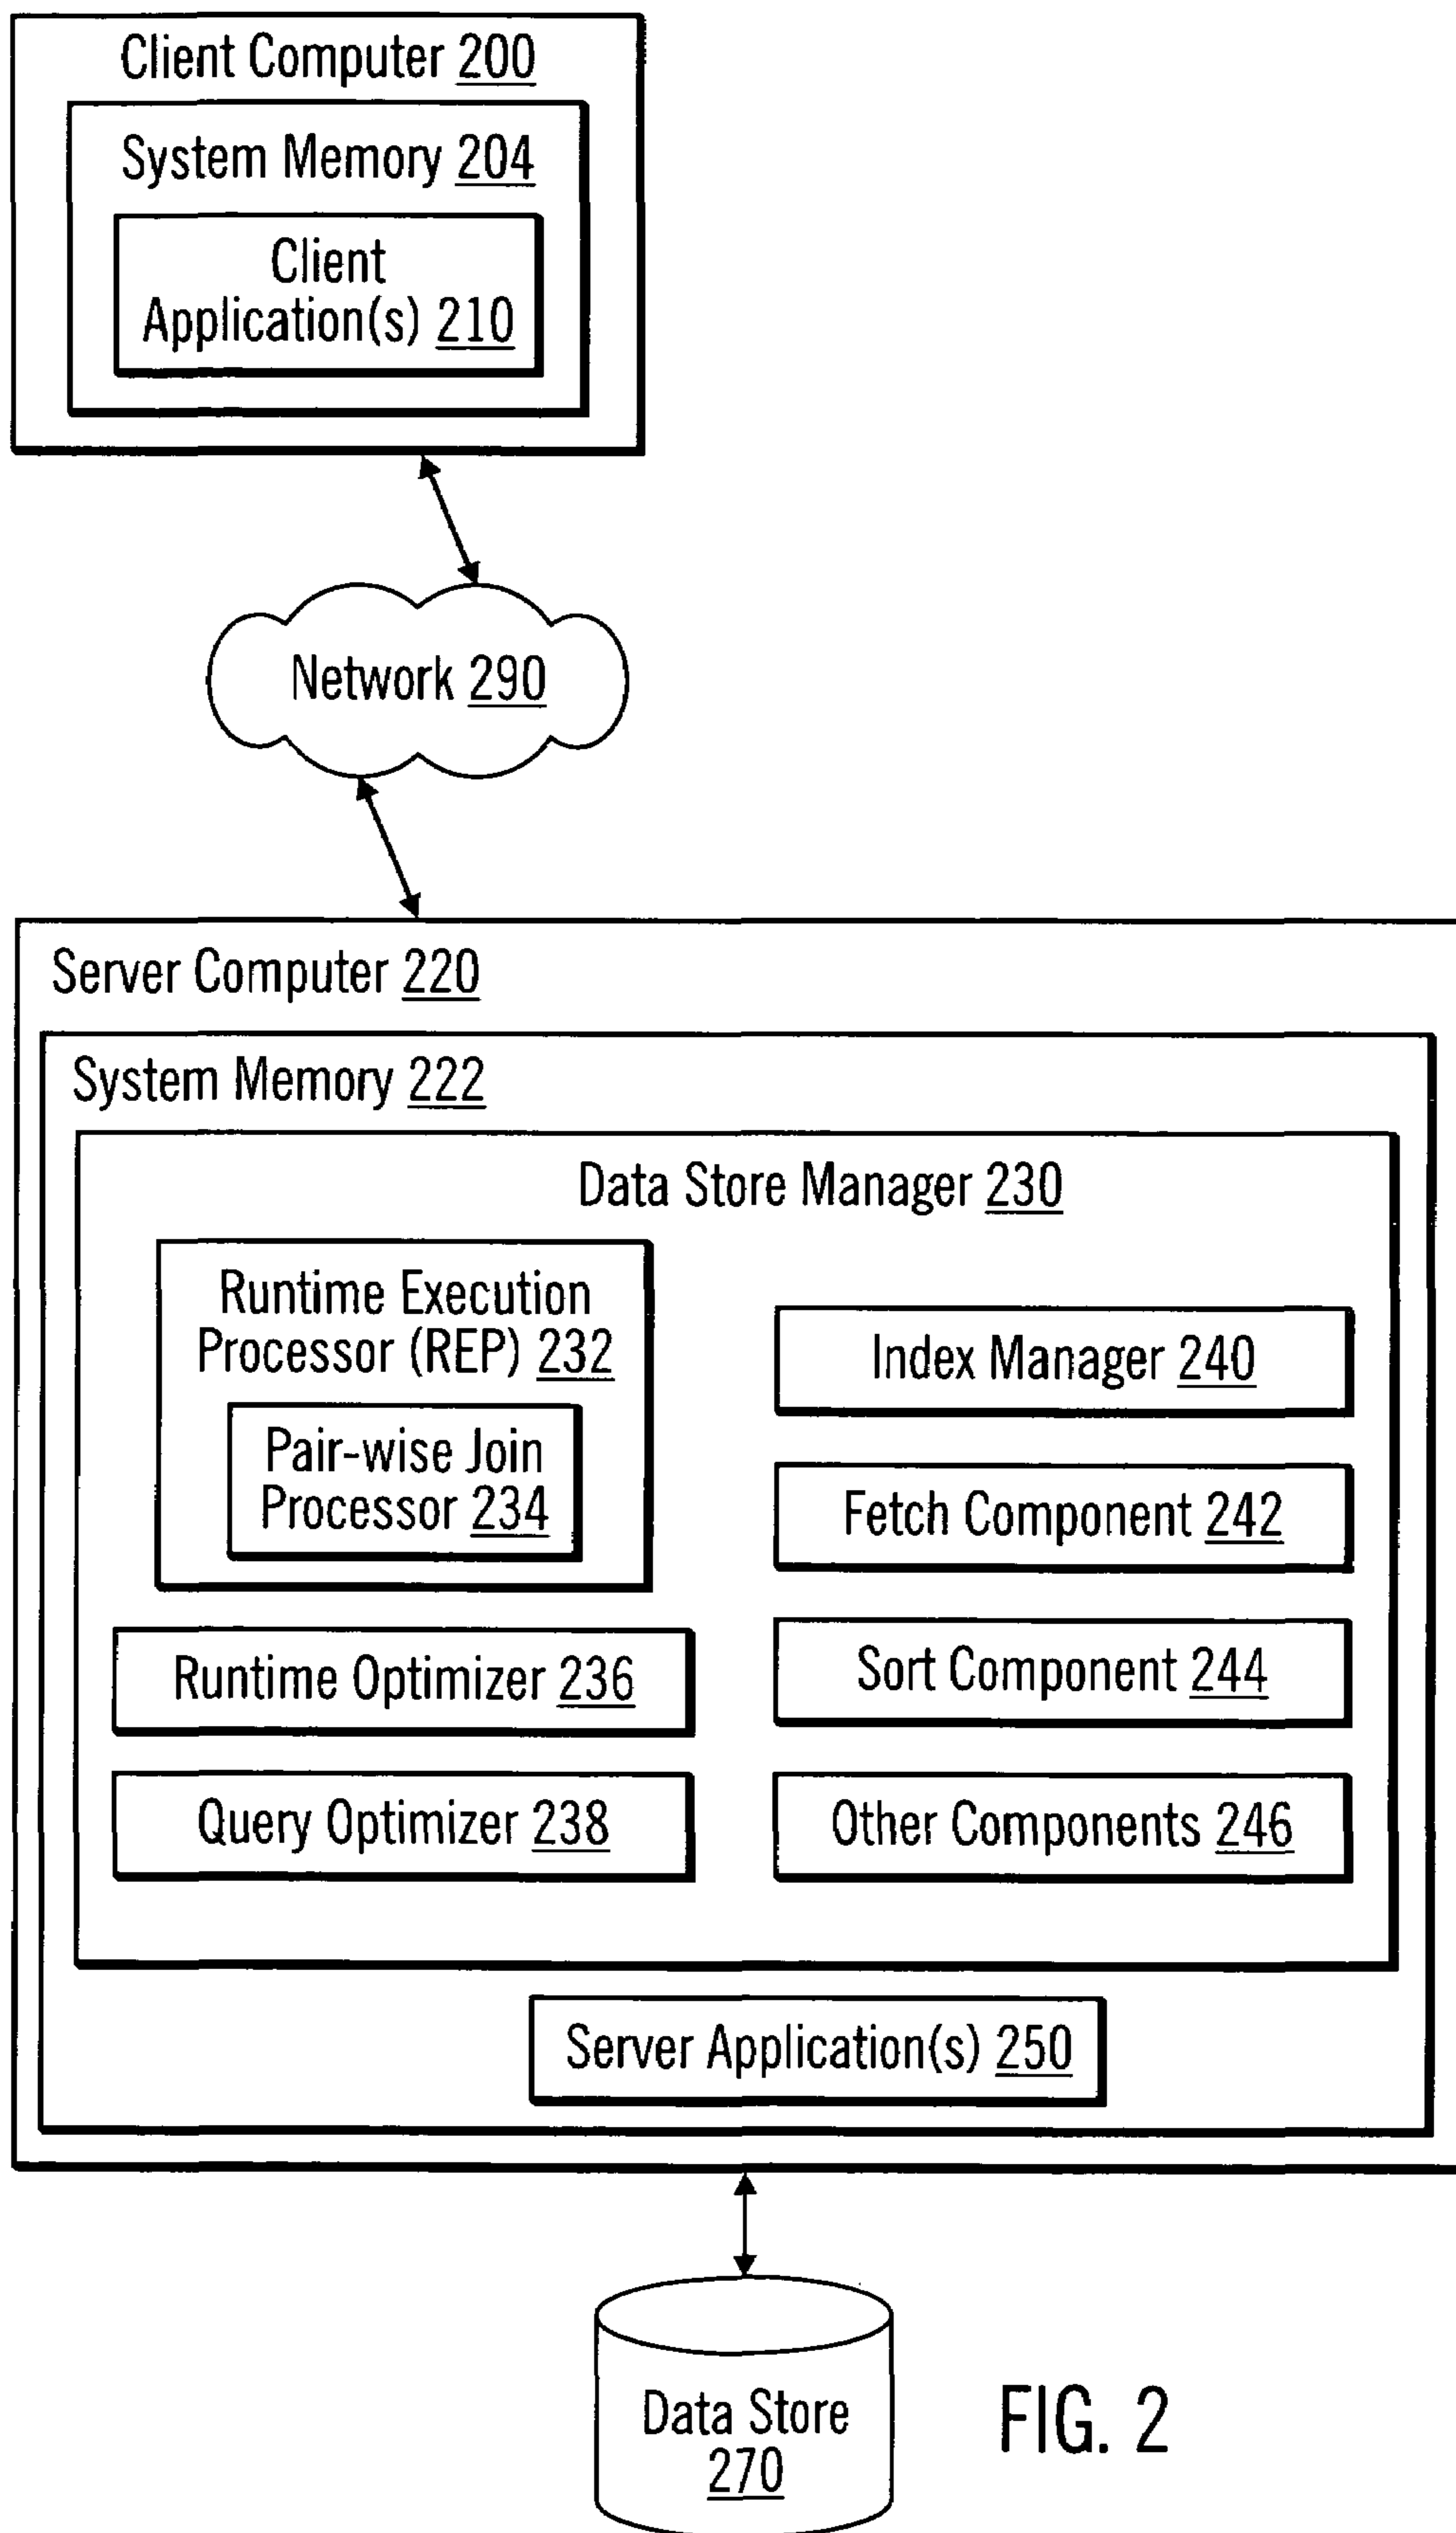 Client Computer 200
System Memory 204
Client
Application(s) 210
Network 290
Server Computer 220
System Memory 222
Data Store Manager 230
Runtime Execution
Processor (REP) 232
Pair-wise Join
Processor 234
Runtime Optimizer 236
Query Optimizer 238
Index Manager 240
Fetch Component 242
Sort Component 244
Other Components 246
Server Application(s) 250
Data Store
270
FIG. 2